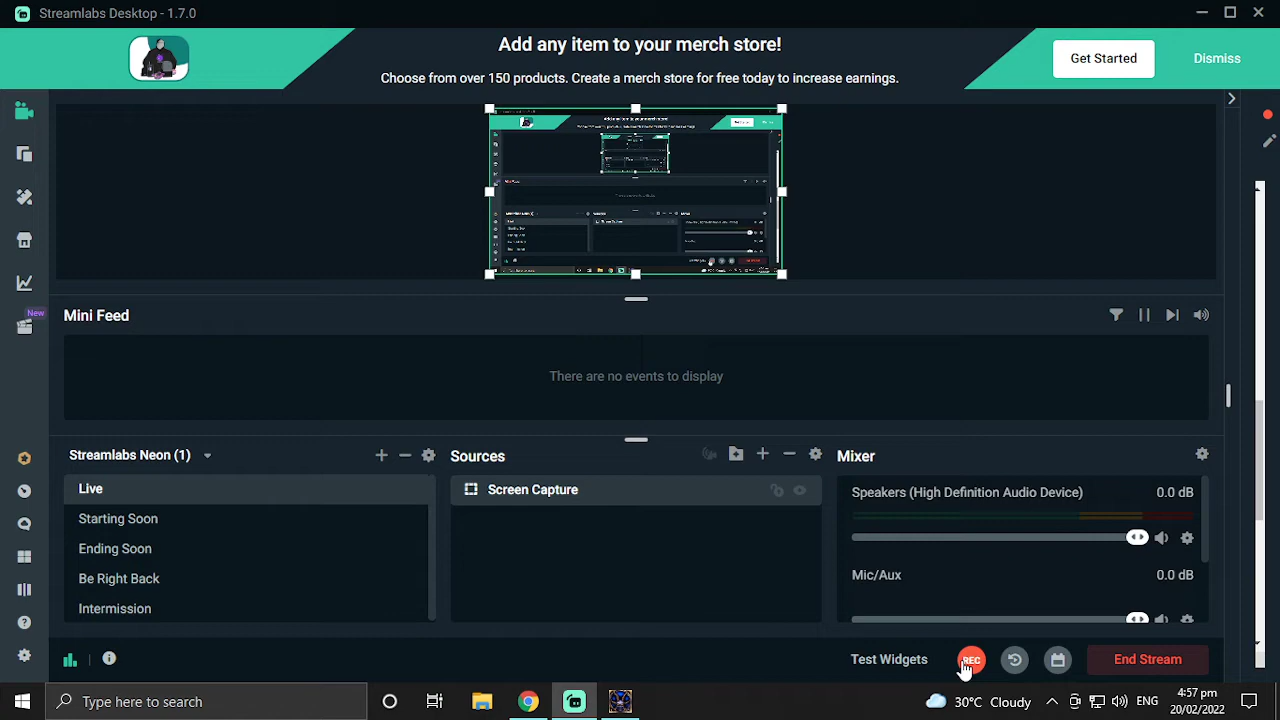 Streamlabs Desktop - 1.7.0
Add any item to your merch store!
Choose from over 150 products. Create a merch store for free today to increase earnings.
Get Started
Dismiss
New
Mini Feed
There are no events to display
Streamlabs Neon (1)
Live
Starting Soon
Ending Soon
Be Right Back
Intermission
Sources
Screen Capture
Mixer
Speakers (High Definition Audio Device)
0.0 dB
Mic/Aux
0.0 dB
Test Widgets
REC
End Stream
Type here to search
30°C Cloudy
ENG
4:57 pm
20/02/2022